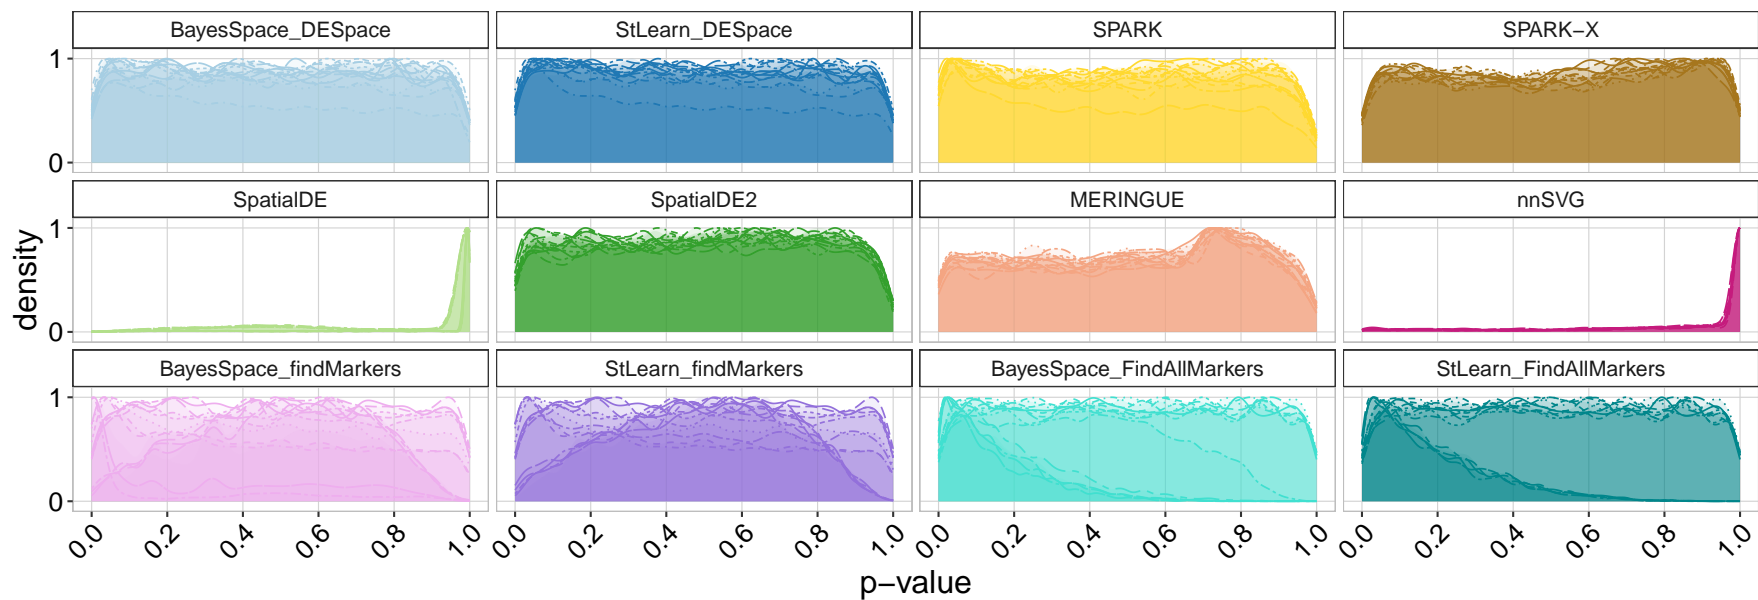 BayesSpace_DESpace StLearn_DESpace SPARK SPARK−X
1
0
SpatialDE SpatialDE2 MERINGUE nnSVG
1
0
density
BayesSpace_findMarkers StLearn_findMarkers BayesSpace_FindAllMarkers StLearn_FindAllMarkers
1
0
0.0 0.2 0.4 0.6 0.8 1.0 0.0 0.2 0.4 0.6 0.8 1.0 0.0 0.2 0.4 0.6 0.8 1.0 0.0 0.2 0.4 0.6 0.8 1.0
p−value